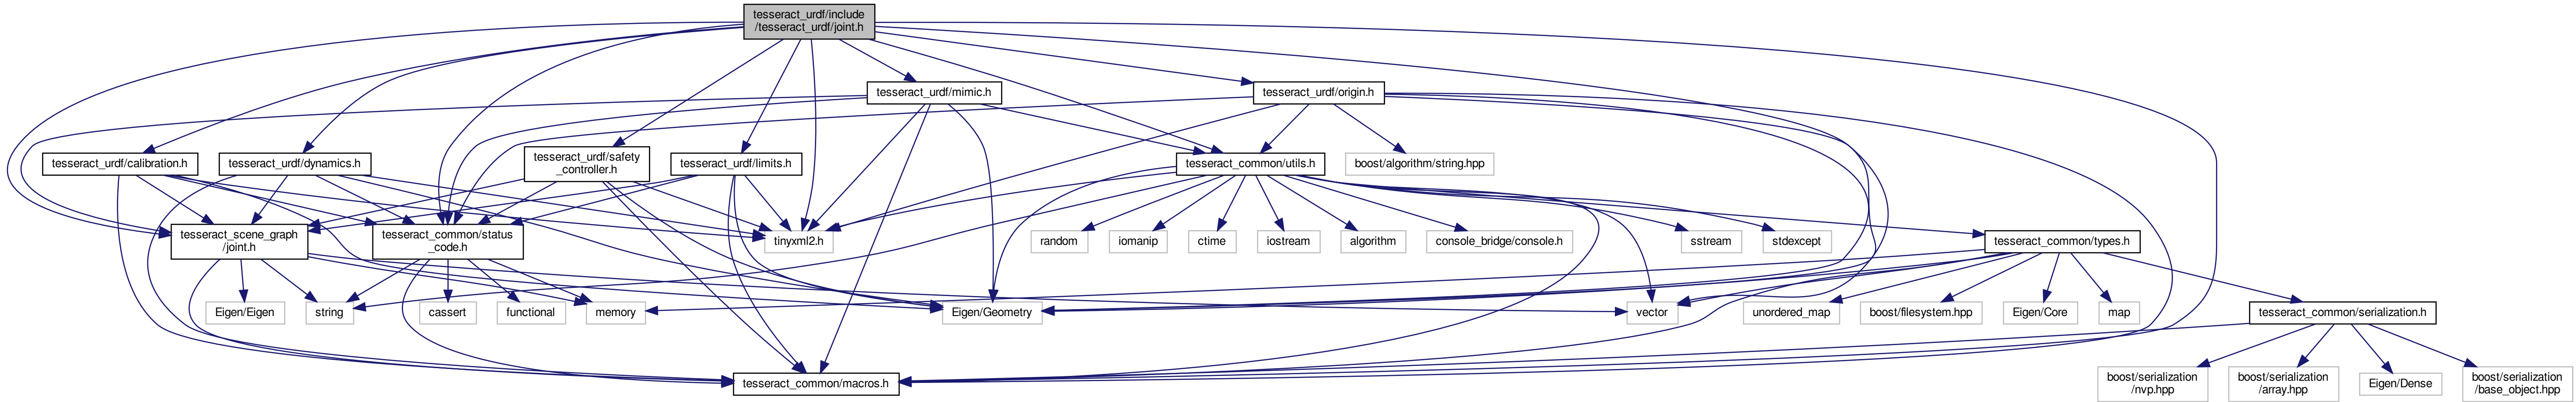 tesseract_urdf/include
/tesseract_urdf/joint.h
tesseract_urdf/mimic.h
tesseract_urdf/origin.h
tesseract_urdf/calibration.h
tesseract_urdf/dynamics.h
tesseract_urdf/safety
_controller.h
tesseract_urdf/limits.h
tesseract_common/utils.h
boost/algorithm/string.hpp
tesseract_scene_graph
/joint.h
tesseract_common/status
_code.h
tinyxml2.h
random
iomanip
ctime
iostream
algorithm
console_bridge/console.h
sstream
stdexcept
tesseract_common/types.h
Eigen/Eigen
string
cassert
functional
memory
Eigen/Geometry
vector
unordered_map
boost/filesystem.hpp
Eigen/Core
map
tesseract_common/serialization.h
tesseract_common/macros.h
boost/serialization
/nvp.hpp
boost/serialization
/array.hpp
Eigen/Dense
boost/serialization
/base_object.hpp